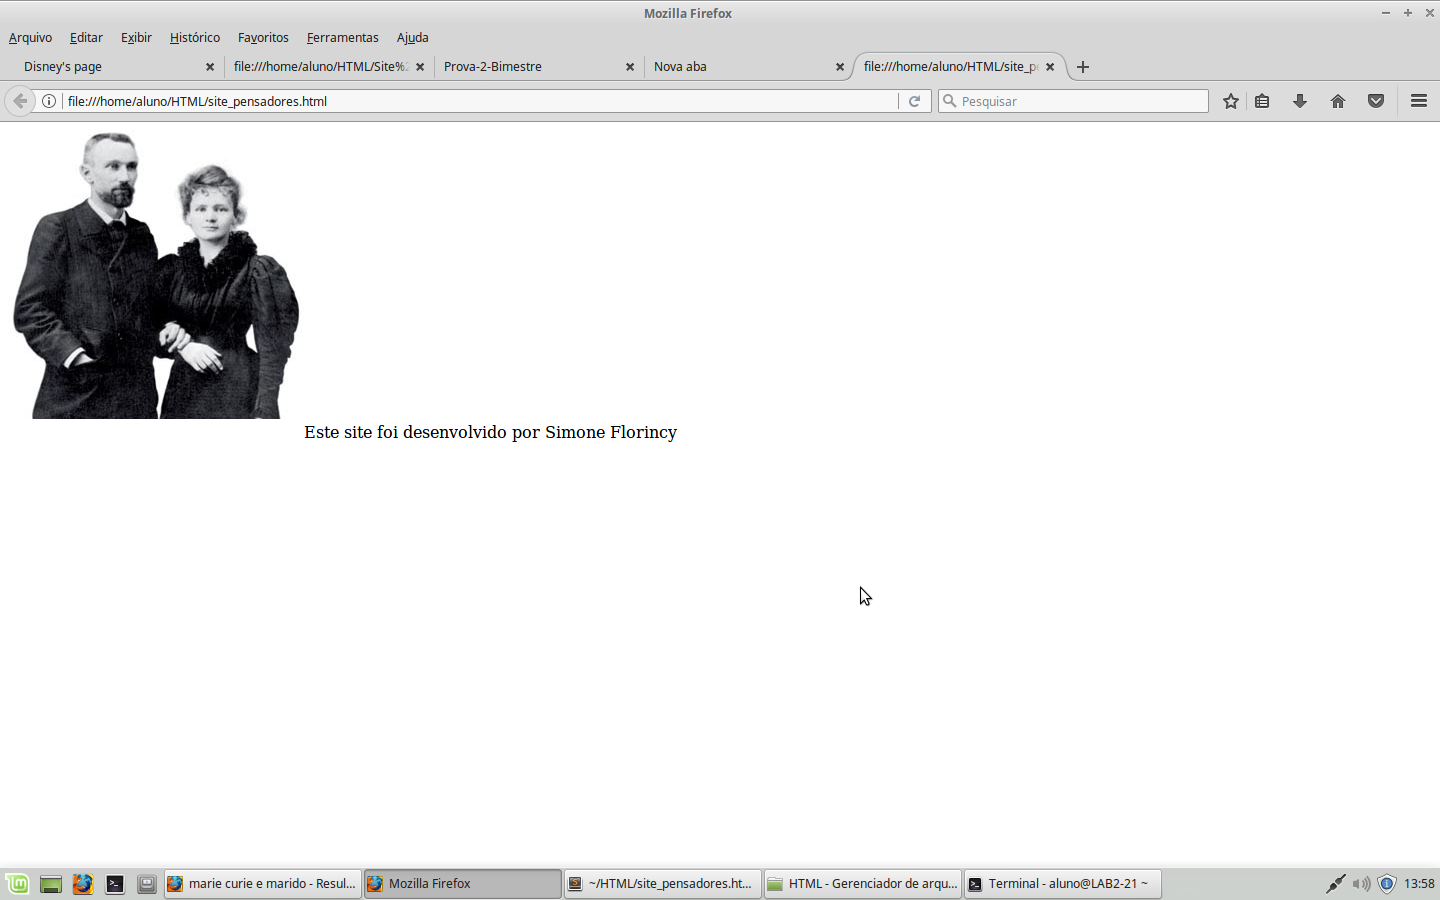 Mozilla Firefox
Arquivo Editar Exibir Histórico Favoritos Ferramentas Ajuda
Disney's page file:///home/aluno/HTML/Site%2 Prova-2-Bimestre Nova aba file:///home/aluno/HTML/site_p
file:///home/aluno/HTML/site_pensadores.html Pesquisar
Este site foi desenvolvido por Simone Florincy
marie curie e marido - Resul... Mozilla Firefox ~/HTML/site_pensadores.ht... HTML - Gerenciador de arqu... Terminal - aluno@LAB2-21 ~ 13:58